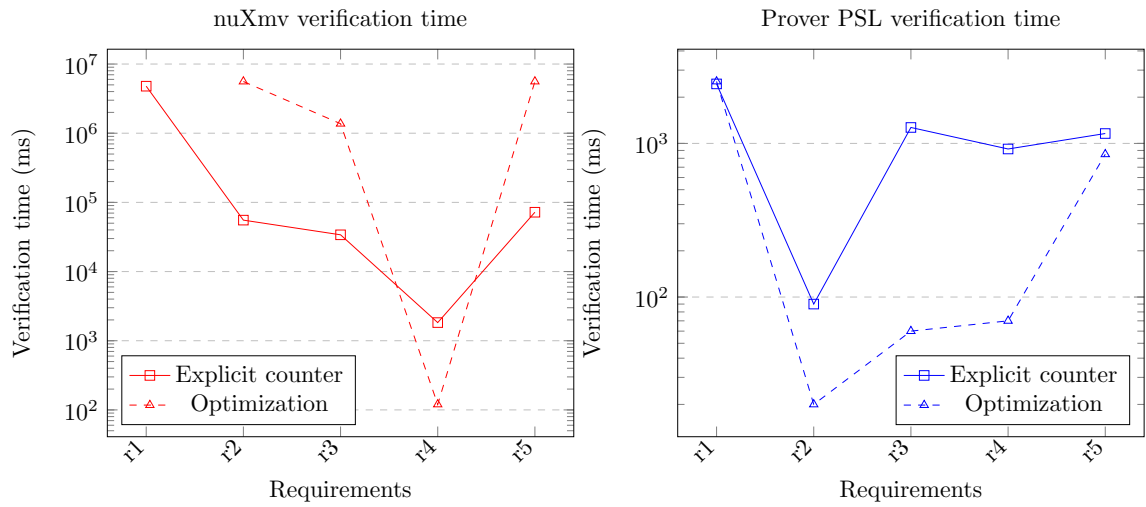 nuXmv verification time
Verification time (ms)
10^7
10^6
10^5
10^4
10^3
10^2
Explicit counter
Optimization
r1 r2 r3 r4 r5
Requirements
Prover PSL verification time
Verification time (ms)
10^3
10^2
Explicit counter
Optimization
r1 r2 r3 r4 r5
Requirements